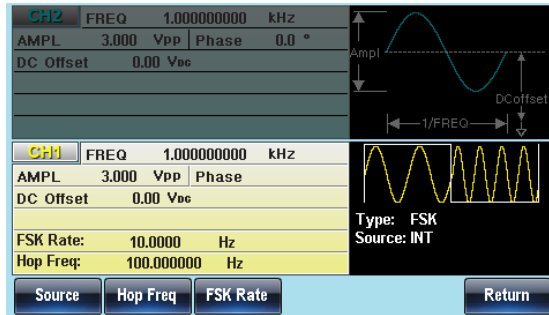 CH2 FREQ 1.000000000 kHz
AMPL 3.000 Vpp Phase 0.0 °
DC Offset 0.00 VDC
Ampl
DCoffset
1/FREQ
CH1 FREQ 1.000000000 kHz
AMPL 3.000 Vpp Phase
DC Offset 0.00 VDC
FSK Rate: 10.0000 Hz
Hop Freq: 100.000000 Hz
Type: FSK
Source: INT
Source Hop Freq FSK Rate Return